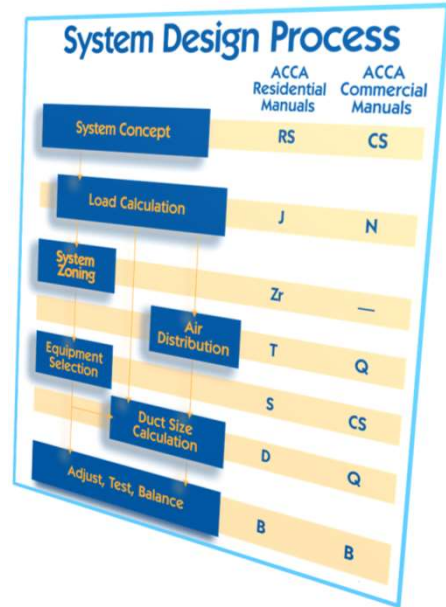 System Design Process
ACCA
Residential
Manuals
ACCA
Commercial
Manuals
System Concept
RS
CS
Load Calculation
J
N
System
Zoning
Zr
—
Air
Distribution
T
Q
Equipment
Selection
S
CS
Duct Size
Calculation
D
Q
Adjust, Test, Balance
B
B